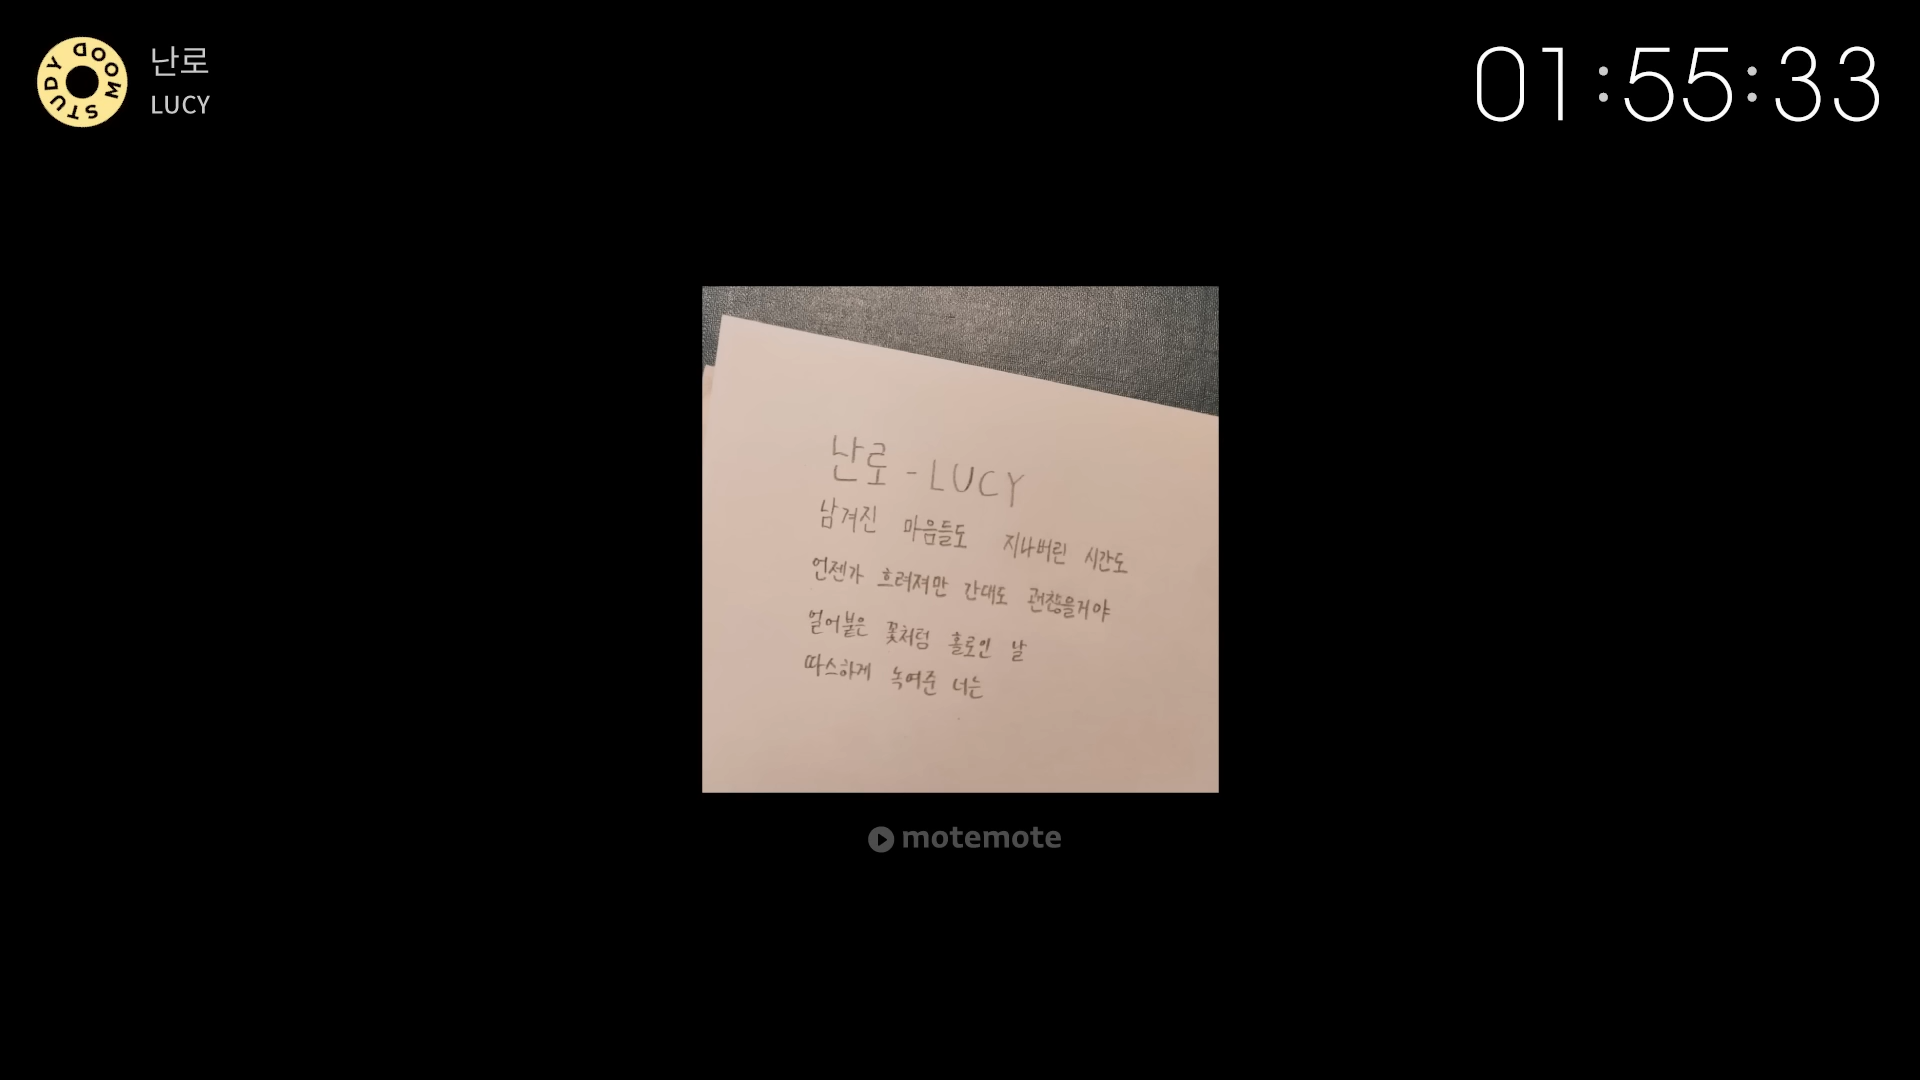 STUDY MOOD
난로
LUCY
01:55:33
난로 - LUCY
남겨진 마음들도 지나버린 시간도
언젠가 흐려져만 간대도 괜찮을거야
얼어붙은 꽃처럼 홀로인 날
따스하게 녹여준 너는
motemote